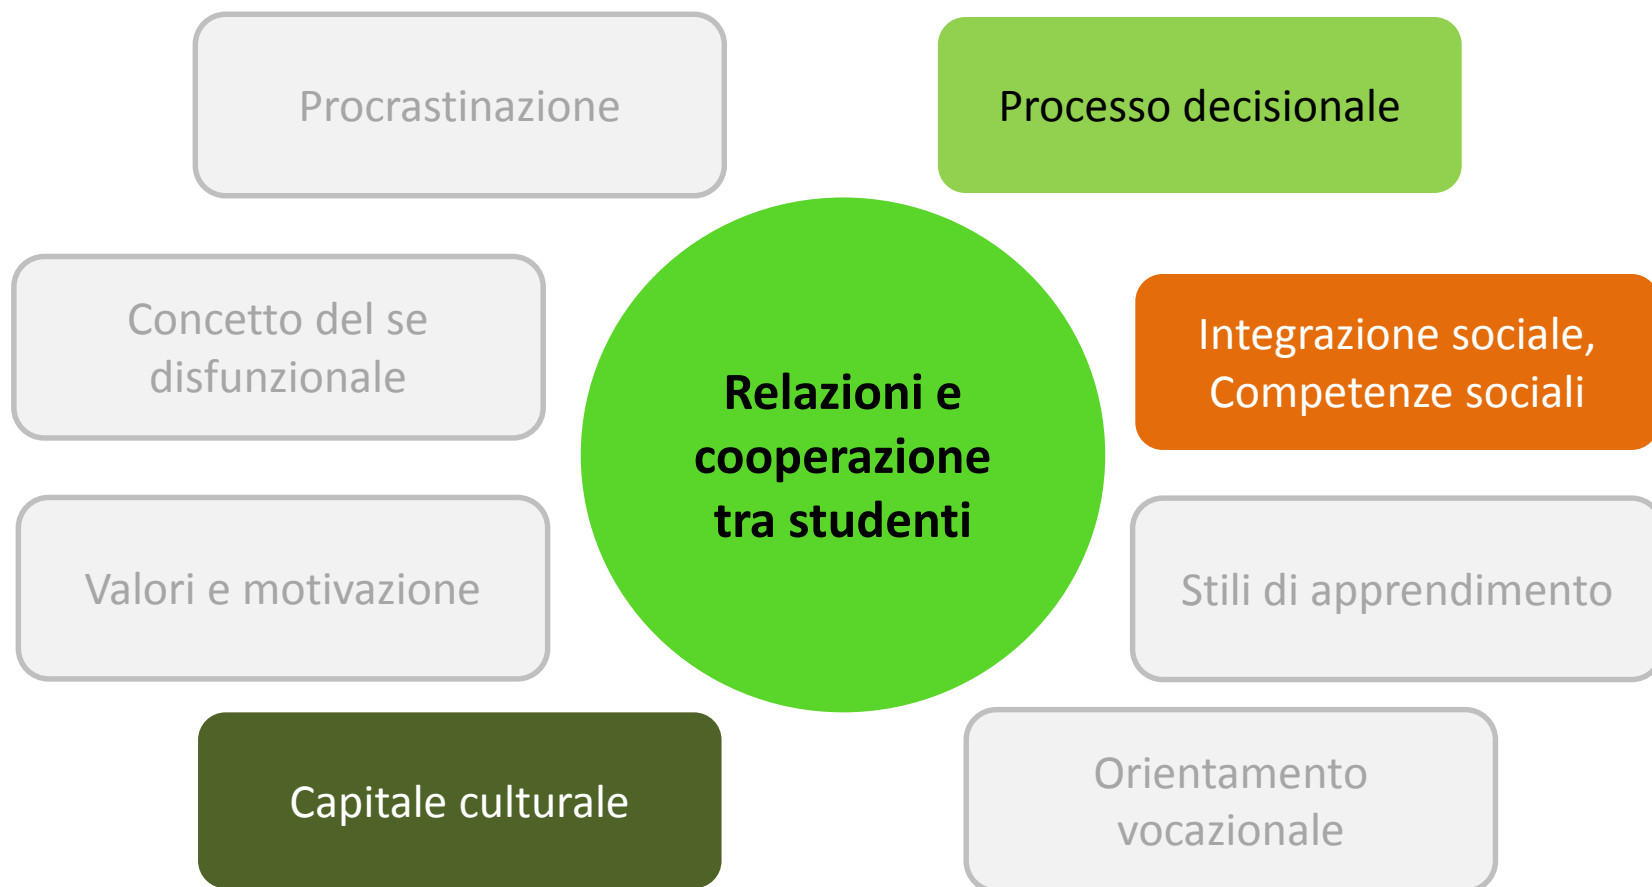 Procrastinazione
Processo decisionale
Concetto del se
disfunzionale
Integrazione sociale,
Competenze sociali
Relazioni e
cooperazione
tra studenti
Valori e motivazione
Stili di apprendimento
Capitale culturale
Orientamento
vocazionale